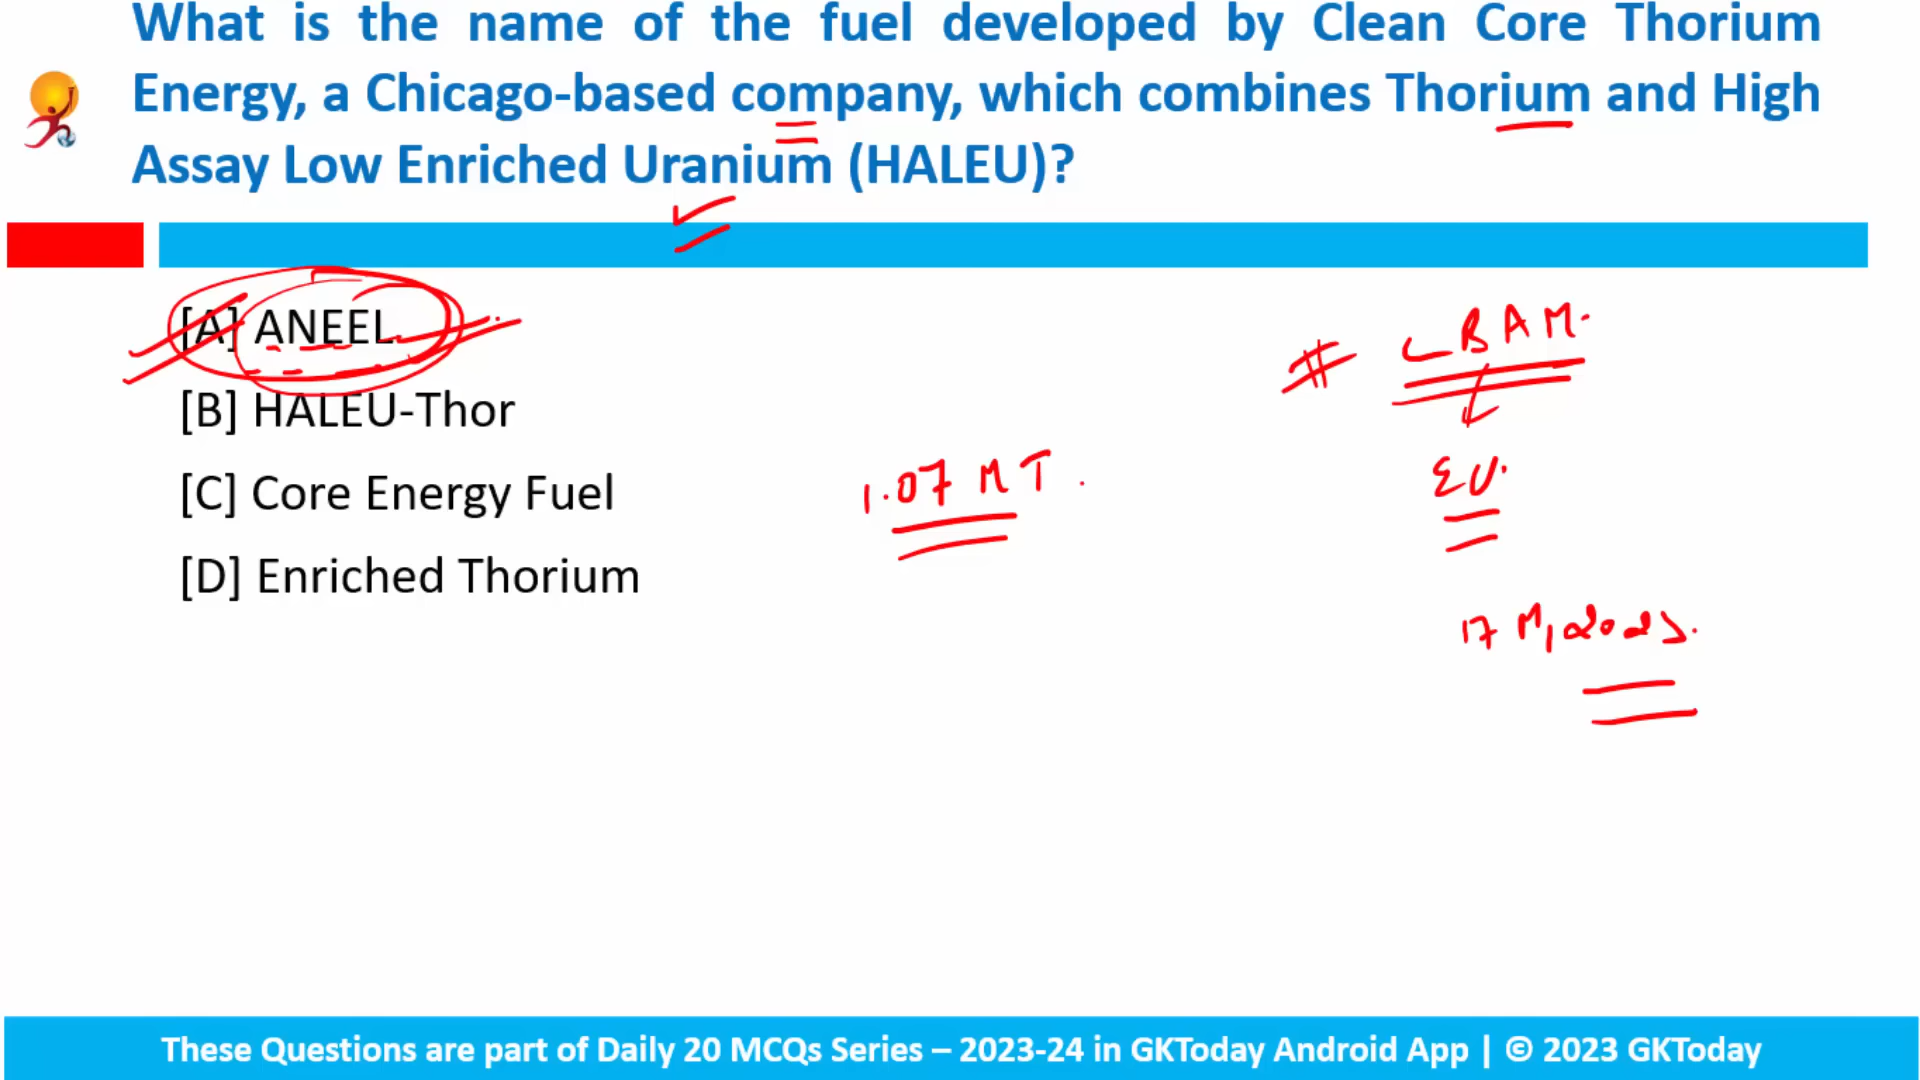 What is the name of the fuel developed by Clean Core Thorium
Energy, a Chicago-based company, which combines Thorium and High
Assay Low Enriched Uranium (HALEU)?
[A] ANEEL
[B] HALEU-Thor
[C] Core Energy Fuel
[D] Enriched Thorium
# CBAM.
EU.
1.07 MT.
17 M,
These Questions are part of Daily 20 MCQs Series – 2023-24 in GKToday Android App | © 2023 GKToday